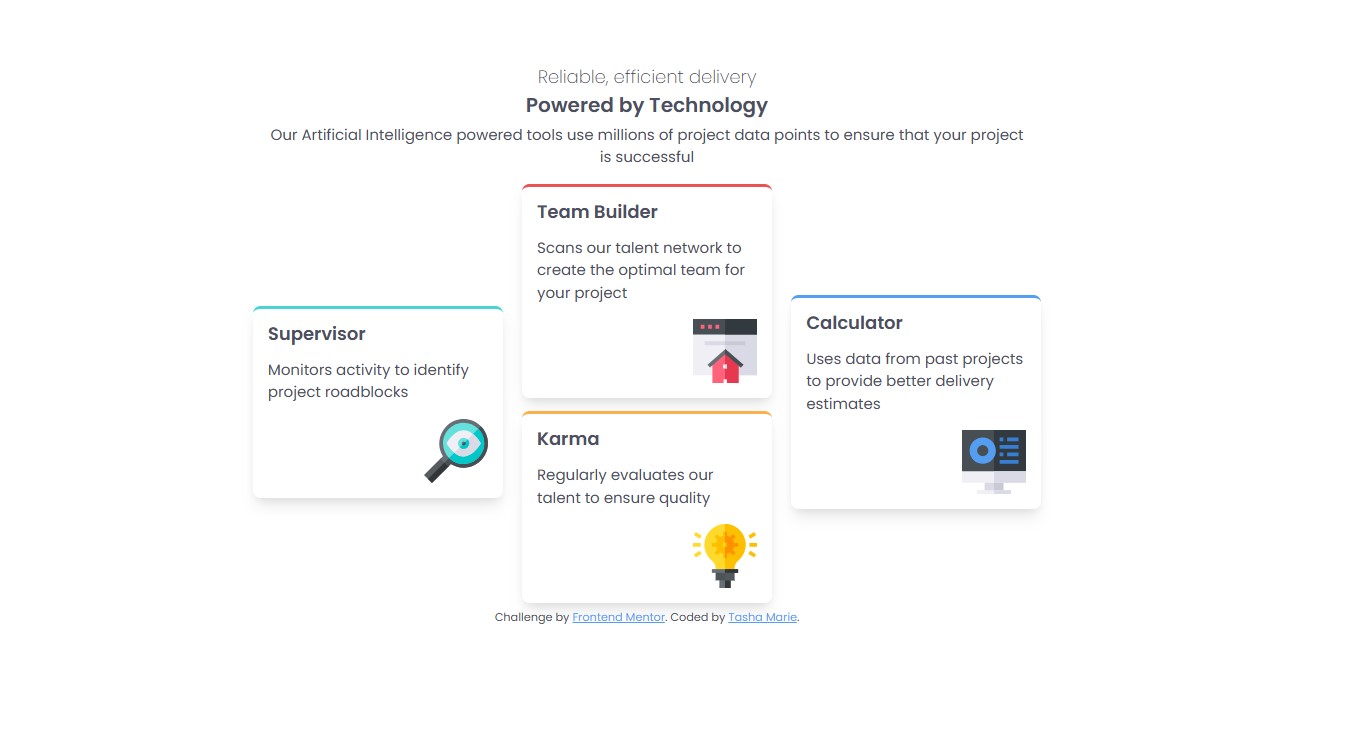 Reliable, efficient delivery
Powered by Technology
Our Artificial Intelligence powered tools use millions of project data points to ensure that your project
is successful
Supervisor
Monitors activity to identify
project roadblocks
Team Builder
Scans our talent network to
create the optimal team for
your project
Karma
Regularly evaluates our
talent to ensure quality
Calculator
Uses data from past projects
to provide better delivery
estimates
Challenge by Frontend Mentor. Coded by Tasha Marie.